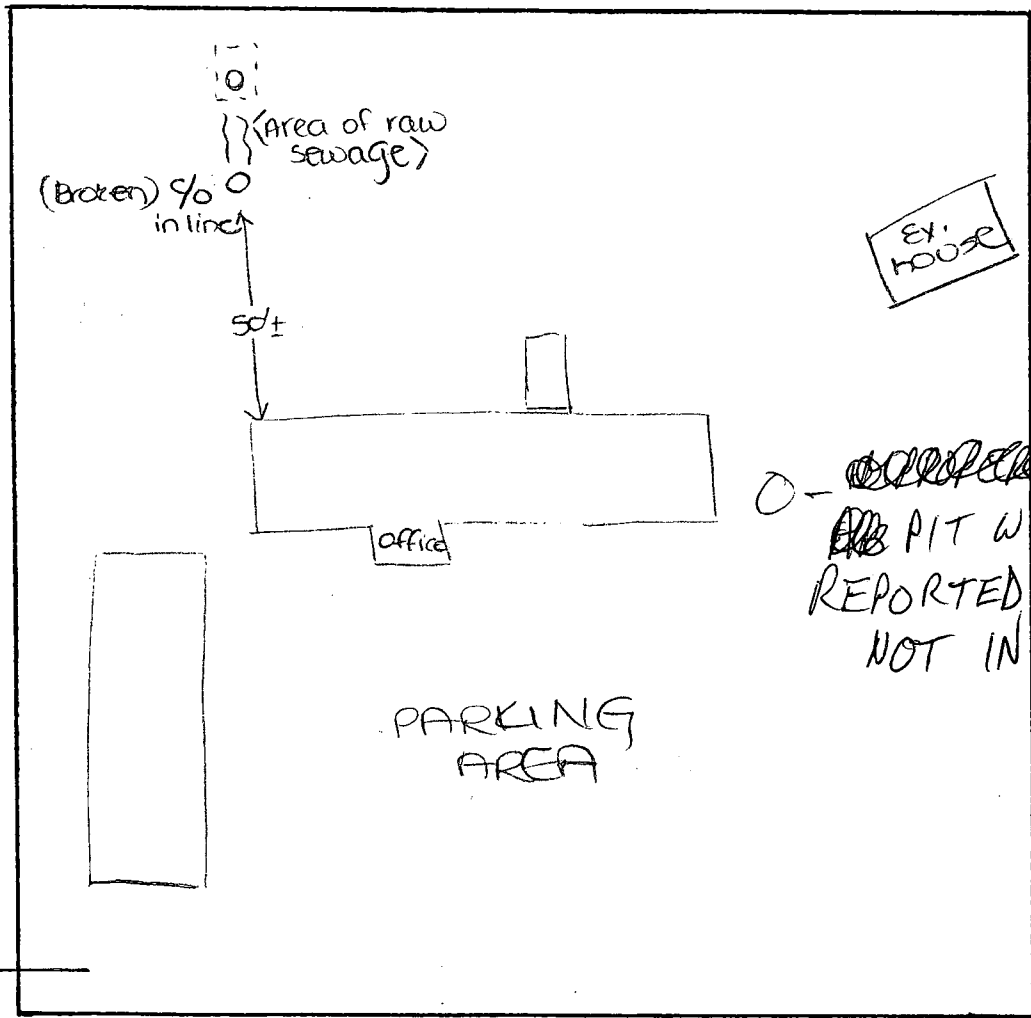 (Area of raw
sewage)
(Broken) c/o
in line
50'±
Ex.
house
Office
O -
PIT W
REPORTED
NOT IN
PARKING
AREA